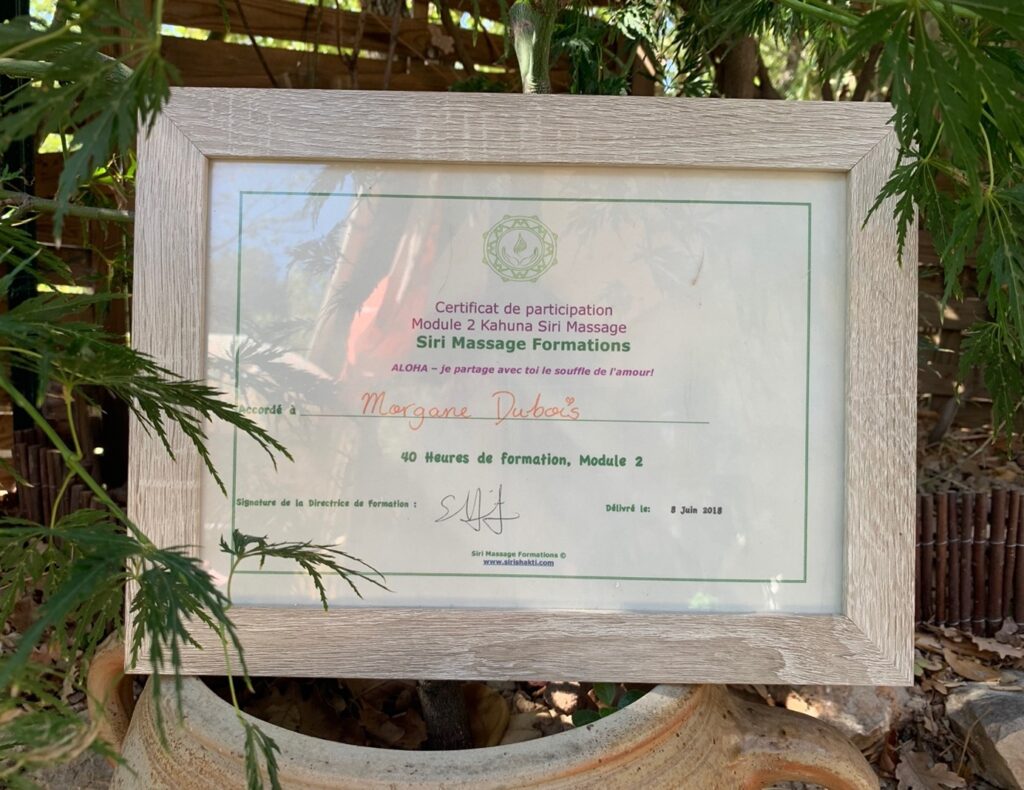 Certificat de participation
Module 2 Kahuna Siri Massage
Siri Massage Formations
ALOHA – je partage avec toi le souffle de l'amour!
Accordé à Morgane Dubois
40 Heures de formation, Module 2
Signature de la Directrice de formation : Délivré le: 8 Juin 2018
Siri Massage Formations ©
www.sirishakti.com